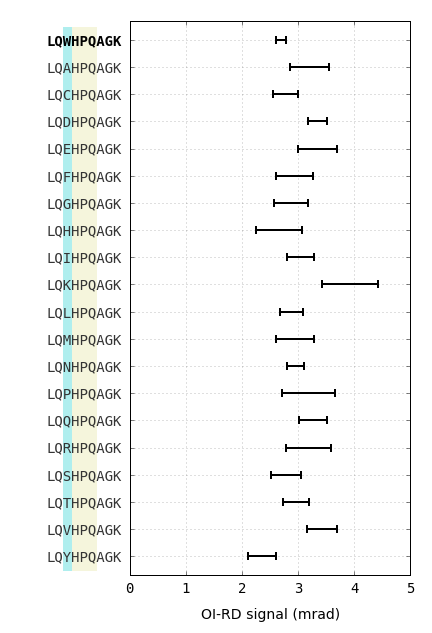 LQWHPQAGK
LQAHPQAGK
LQCHPQAGK
LQDHPQAGK
LQEHPQAGK
LQFHPQAGK
LQGHPQAGK
LQHHPQAGK
LQIHPQAGK
LQKHPQAGK
LQLHPQAGK
LQMHPQAGK
LQNHPQAGK
LQPHPQAGK
LQQHPQAGK
LQRHPQAGK
LQSHPQAGK
LQTHPQAGK
LQVHPQAGK
LQYHPQAGK
0 1 2 3 4 5
OI-RD signal (mrad)